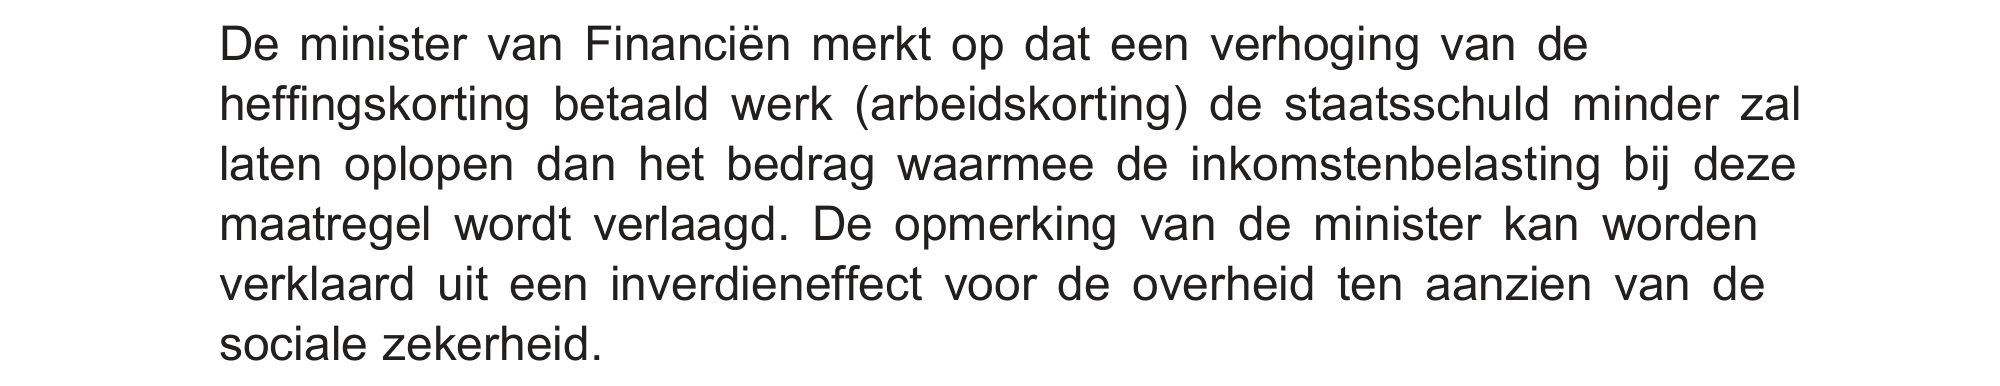 De minister van Financiën merkt op dat een verhoging van de
heffingskorting betaald werk (arbeidskorting) de staatsschuld minder zal
laten oplopen dan het bedrag waarmee de inkomstenbelasting bij deze
maatregel wordt verlaagd. De opmerking van de minister kan worden
verklaard uit een inverdieneffect voor de overheid ten aanzien van de
sociale zekerheid.